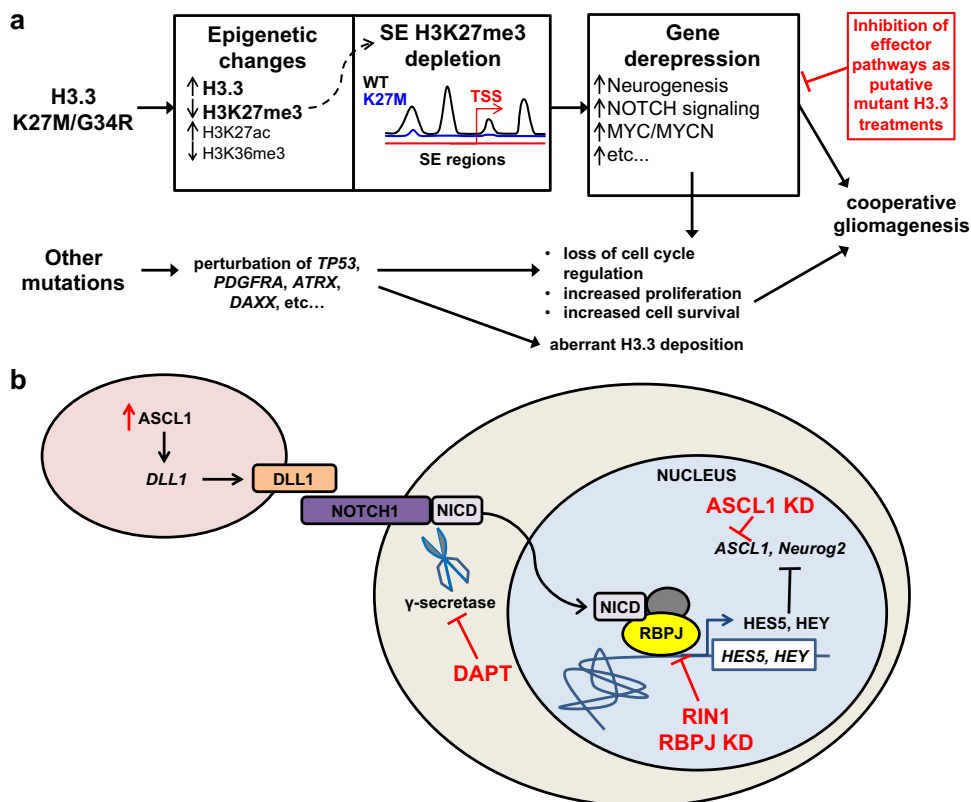 a
H3.3
K27M/G34R
Epigenetic
changes
↑ H3.3
↓ H3K27me3
↑ H3K27ac
↓ H3K36me3
SE H3K27me3
depletion
WT
K27M
TSS
SE regions
Gene
derepression
↑ Neurogenesis
↑ NOTCH signaling
↑ MYC/MYCN
↑ etc...
Inhibition of
effector
pathways as
putative
mutant H3.3
treatments
cooperative
gliomagenesis
Other
mutations
perturbation of TP53,
PDGFRA, ATRX,
DAXX, etc…
• loss of cell cycle
regulation
• increased proliferation
• increased cell survival
aberrant H3.3 deposition
b
↑ ASCL1
DLL1
DLL1
NOTCH1
NICD
γ-secretase
DAPT
NUCLEUS
ASCL1 KD
ASCL1, Neurog2
NICD
RBPJ
HES5, HEY
HES5, HEY
RIN1
RBPJ KD